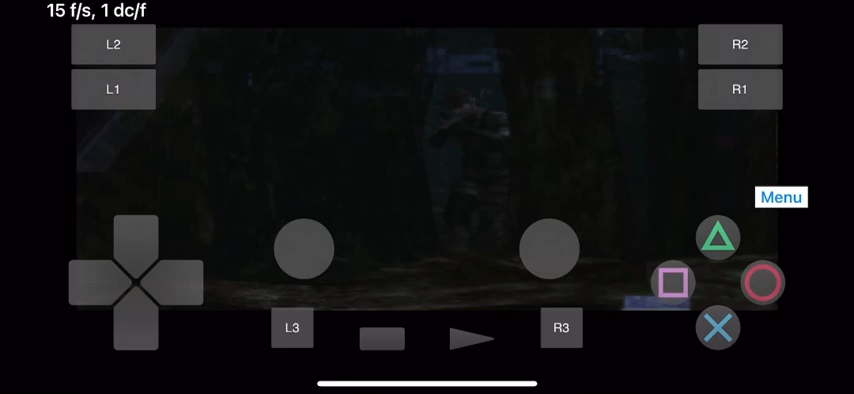 15 f/s, 1 dc/f
L2
R2
L1
R1
Menu
L3
R3